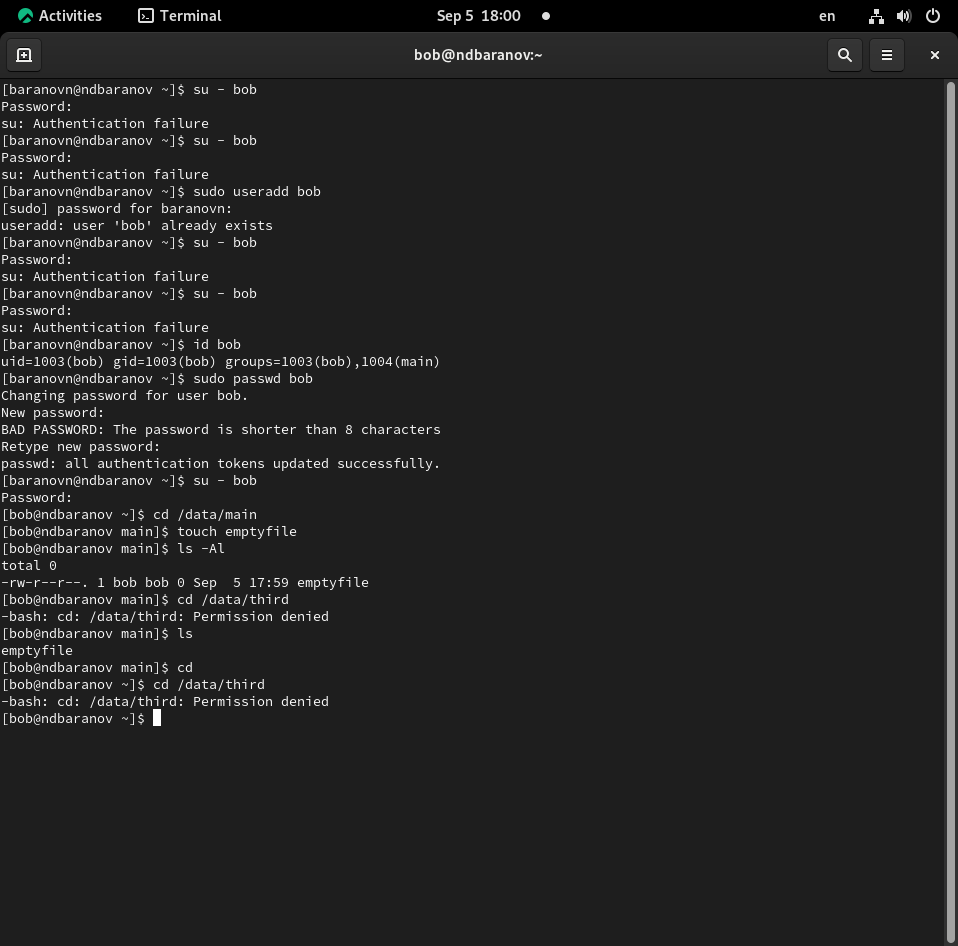 Activities Terminal Sep 5 18:00 en
bob@ndbaranov:~
[baranovn@ndbaranov ~]$ su - bob
Password:
su: Authentication failure
[baranovn@ndbaranov ~]$ su - bob
Password:
su: Authentication failure
[baranovn@ndbaranov ~]$ sudo useradd bob
[sudo] password for baranovn:
useradd: user 'bob' already exists
[baranovn@ndbaranov ~]$ su - bob
Password:
su: Authentication failure
[baranovn@ndbaranov ~]$ su - bob
Password:
su: Authentication failure
[baranovn@ndbaranov ~]$ id bob
uid=1003(bob) gid=1003(bob) groups=1003(bob),1004(main)
[baranovn@ndbaranov ~]$ sudo passwd bob
Changing password for user bob.
New password:
BAD PASSWORD: The password is shorter than 8 characters
Retype new password:
passwd: all authentication tokens updated successfully.
[baranovn@ndbaranov ~]$ su - bob
Password:
[bob@ndbaranov ~]$ cd /data/main
[bob@ndbaranov main]$ touch emptyfile
[bob@ndbaranov main]$ ls -Al
total 0
-rw-r--r--. 1 bob bob 0 Sep  5 17:59 emptyfile
[bob@ndbaranov main]$ cd /data/third
-bash: cd: /data/third: Permission denied
[bob@ndbaranov main]$ ls
emptyfile
[bob@ndbaranov main]$ cd
[bob@ndbaranov ~]$ cd /data/third
-bash: cd: /data/third: Permission denied
[bob@ndbaranov ~]$